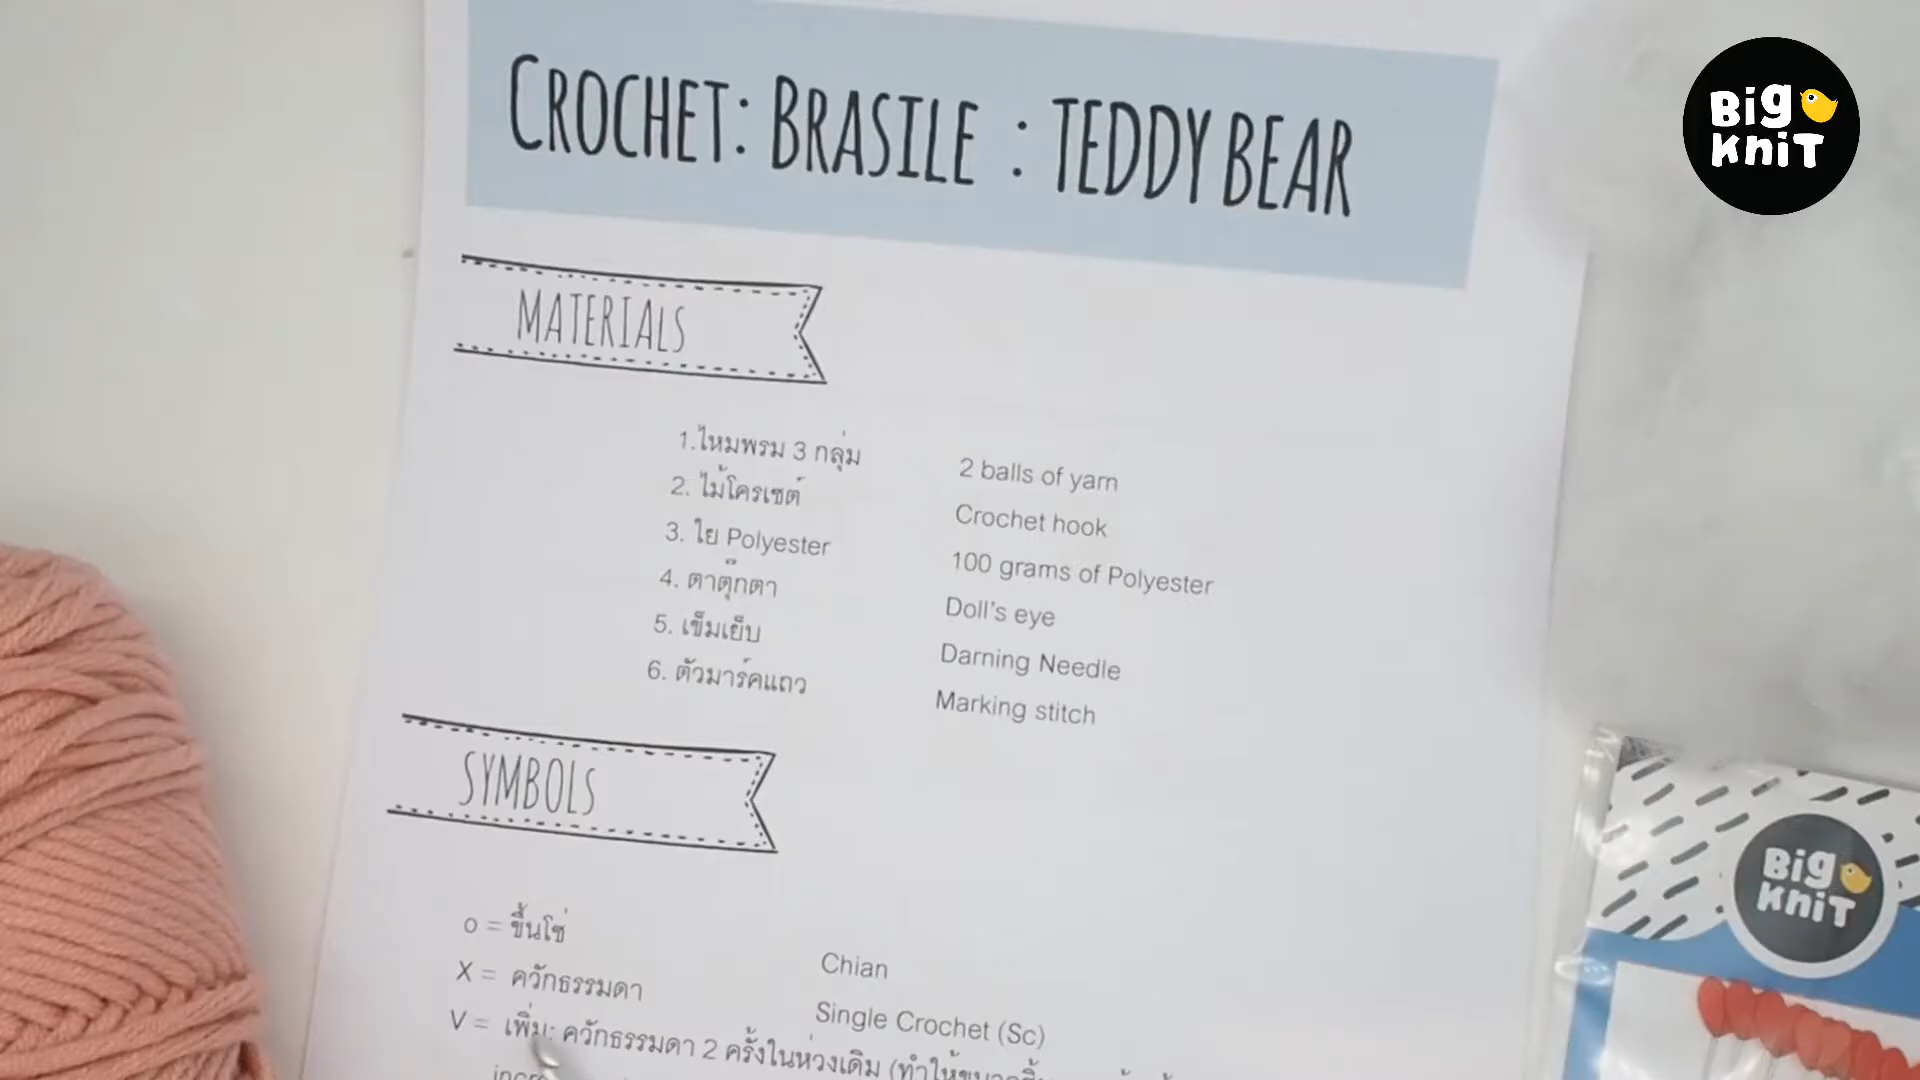 CROCHET: BRASILE : TEDDY BEAR
Big
Knit
MATERIALS
1.ไหมพรม 3 กลุ่ม 2 balls of yarn
2. ไม้โครเชต์ Crochet hook
3. ใย Polyester 100 grams of Polyester
4. ตาตุ๊กตา Doll's eye
5. เข็มเย็บ Darning Needle
6. ตัวมาร์คแถว Marking stitch
SYMBOLS
o = ขึ้นโซ่ Chian
X = ควักธรรมดา Single Crochet (Sc)
V = เพิ่ม: ควักธรรมดา 2 ครั้งในห่วงเดิม
Big
Knit